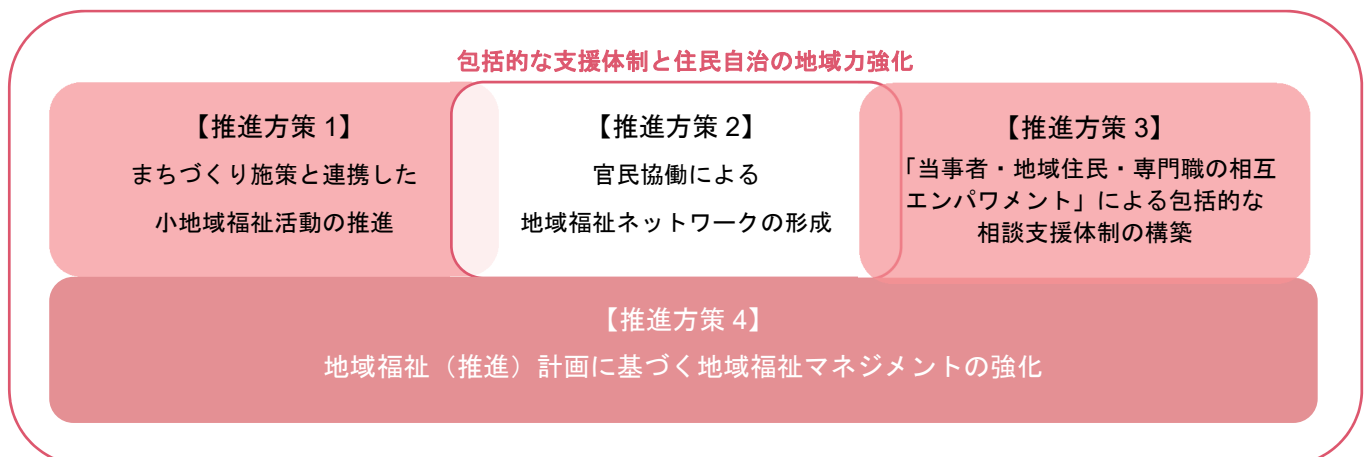 包括的な支援体制と住民自治の地域力強化
【推進方策 1】
まちづくり施策と連携した
小地域福祉活動の推進
【推進方策 2】
官民協働による
地域福祉ネットワークの形成
【推進方策 3】
「当事者・地域住民・専門職の相互
エンパワメント」による包括的な
相談支援体制の構築
【推進方策 4】
地域福祉（推進）計画に基づく地域福祉マネジメントの強化